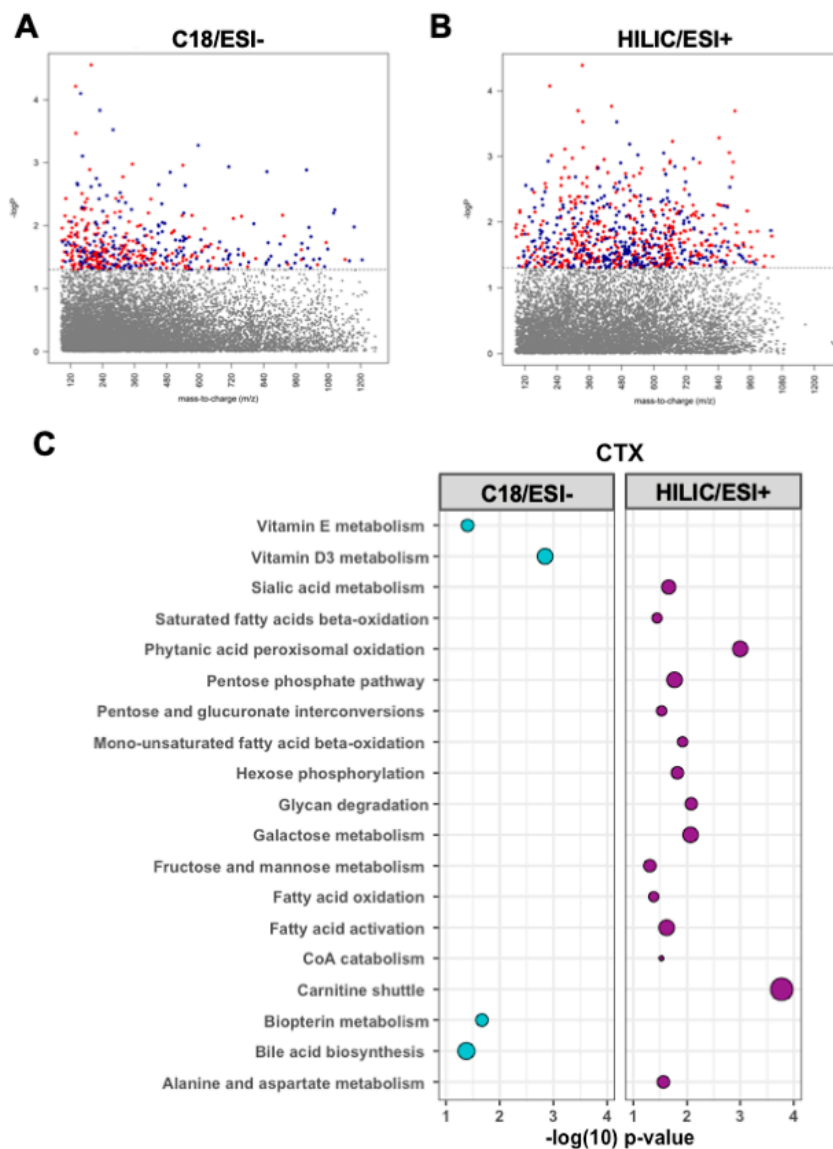 A
C18/ESI-
B
HILIC/ESI+
-logP
4
3
2
1
0
120
240
360
480
600
720
840
960
1080
1200
mass-to-charge (m/z)
-logP
4
3
2
1
0
120
240
360
480
600
720
840
960
1080
1200
mass-to-charge (m/z)
C
CTX
C18/ESI-
HILIC/ESI+
Vitamin E metabolism
Vitamin D3 metabolism
Sialic acid metabolism
Saturated fatty acids beta-oxidation
Phytanic acid peroxisomal oxidation
Pentose phosphate pathway
Pentose and glucuronate interconversions
Mono-unsaturated fatty acid beta-oxidation
Hexose phosphorylation
Glycan degradation
Galactose metabolism
Fructose and mannose metabolism
Fatty acid oxidation
Fatty acid activation
CoA catabolism
Carnitine shuttle
Biopterin metabolism
Bile acid biosynthesis
Alanine and aspartate metabolism
1 2 3 4 1 2 3 4
-log(10) p-value